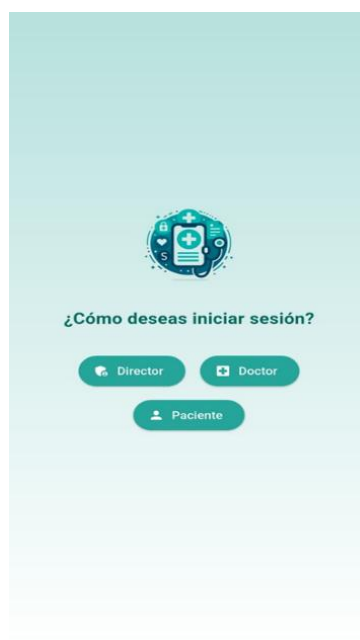 ¿Cómo deseas iniciar sesión?
Director
Doctor
Paciente